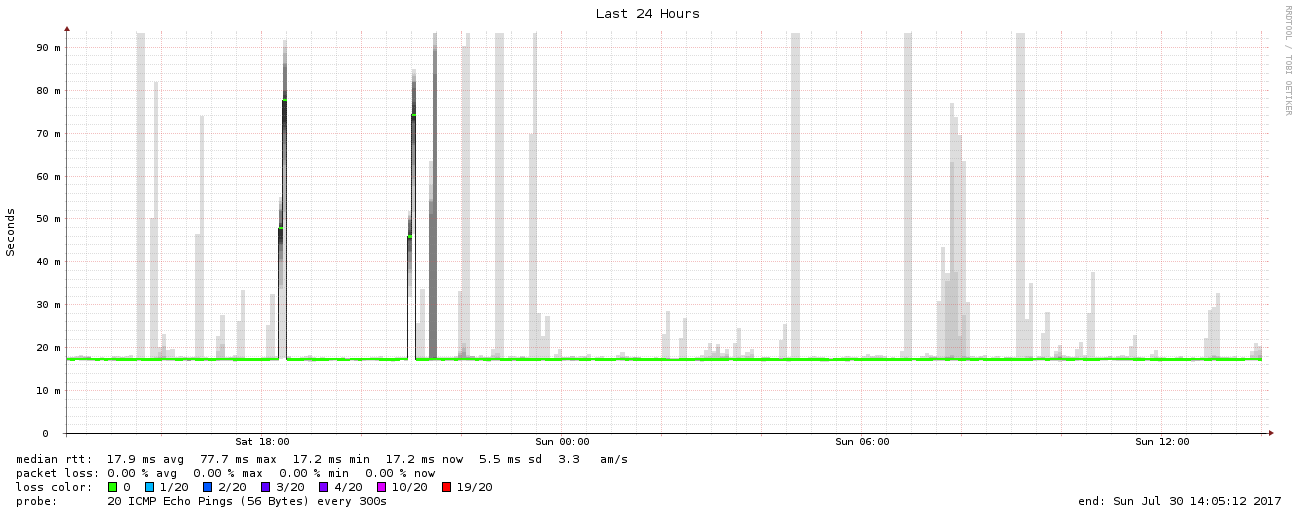 Last 24 Hours
RRDTOOL / TOBI OETIKER
Seconds
90 m
80 m
70 m
60 m
50 m
40 m
30 m
20 m
10 m
0
Sat 18:00 Sun 00:00 Sun 06:00 Sun 12:00
median rtt: 17.9 ms avg 77.7 ms max 17.2 ms min 17.2 ms now 5.5 ms sd 3.3 am/s
packet loss: 0.00 % avg 0.00 % max 0.00 % min 0.00 % now
loss color: 0 1/20 2/20 3/20 4/20 10/20 19/20
probe: 20 ICMP Echo Pings (56 Bytes) every 300s end: Sun Jul 30 14:05:12 2017